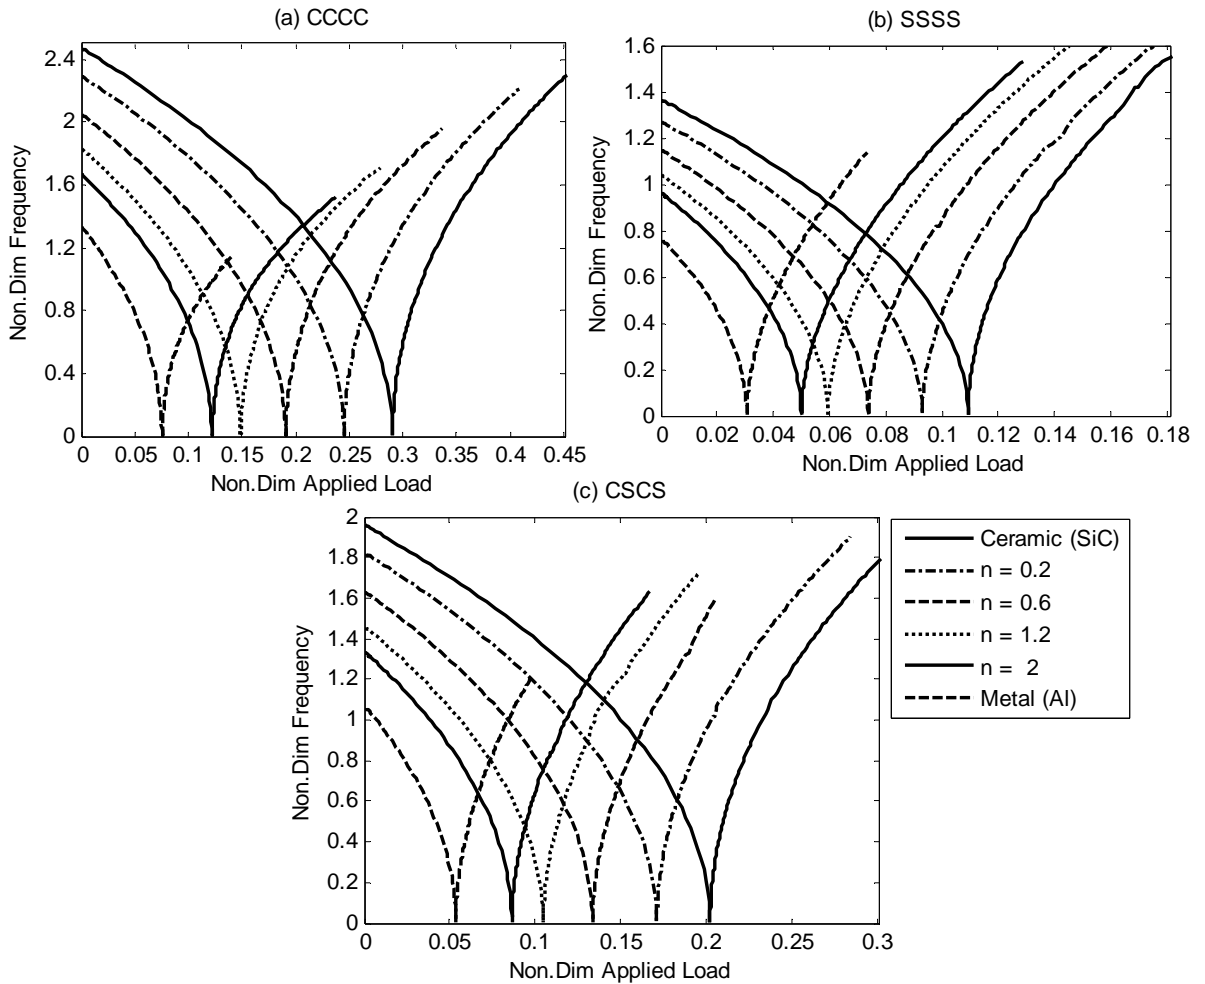 (a) CCCC
2.4
2
1.6
1.2
0.8
0.4
0
Non.Dim Frequency
0 0.05 0.1 0.15 0.2 0.25 0.3 0.35 0.4 0.45
Non.Dim Applied Load
(b) SSSS
1.6
1.4
1.2
1
0.8
0.6
0.4
0.2
0
Non.Dim Frequency
0 0.02 0.04 0.06 0.08 0.1 0.12 0.14 0.16 0.18
Non.Dim Applied Load
(c) CSCS
2
1.8
1.6
1.4
1.2
1
0.8
0.6
0.4
0.2
0
Non.Dim Frequency
0 0.05 0.1 0.15 0.2 0.25 0.3
Non.Dim Applied Load
Ceramic (SiC)
n = 0.2
n = 0.6
n = 1.2
n = 2
Metal (Al)